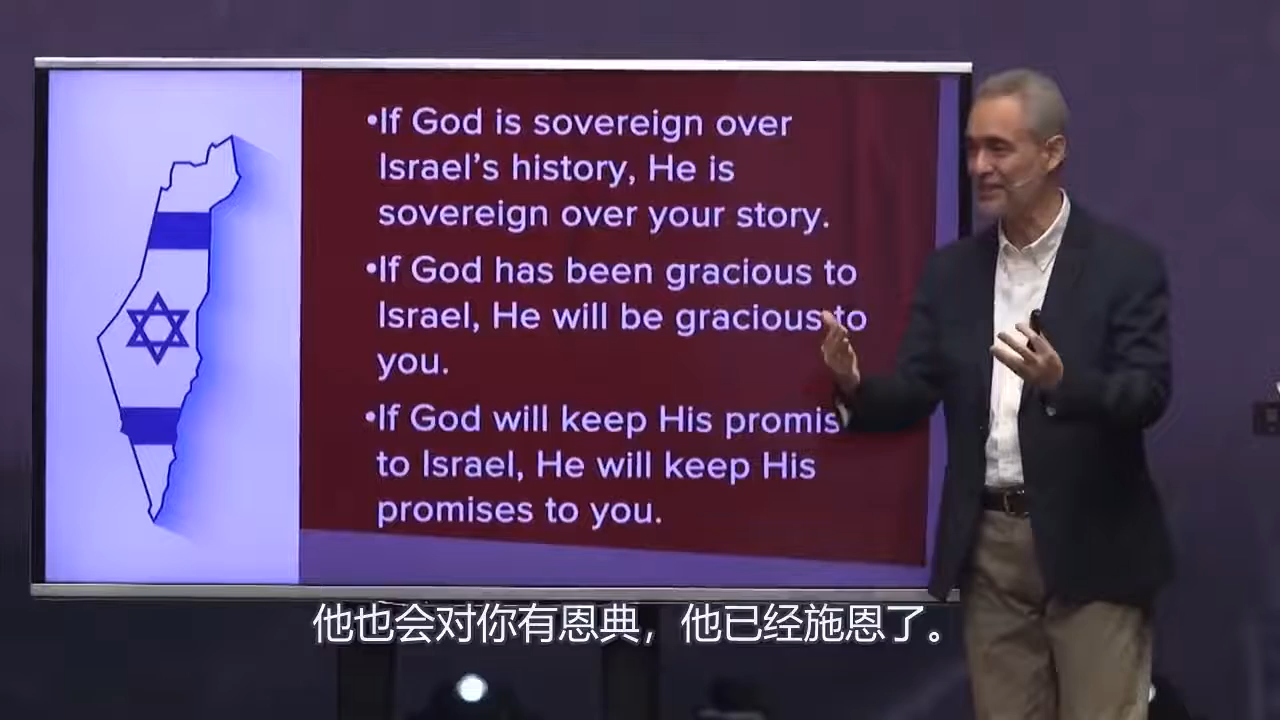 •If God is sovereign over
Israel's history, He is
sovereign over your story.
•If God has been gracious to
Israel, He will be gracious to
you.
•If God will keep His promis
to Israel, He will keep His
promises to you.
他也会对你有恩典，他已经施恩了。